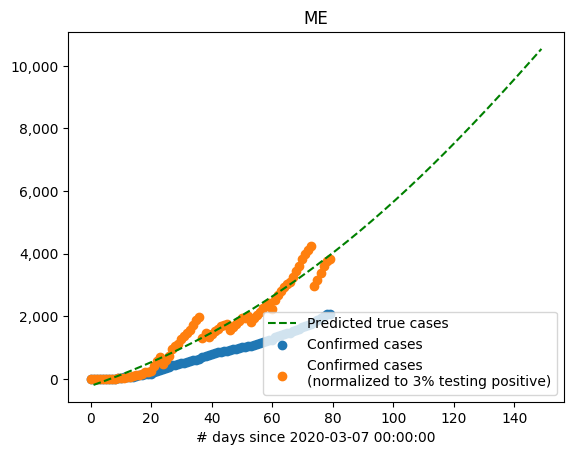 ME
10,000
8,000
6,000
4,000
2,000
0
Predicted true cases
Confirmed cases
Confirmed cases
(normalized to 3% testing positive)
0 20 40 60 80 100 120 140
# days since 2020-03-07 00:00:00